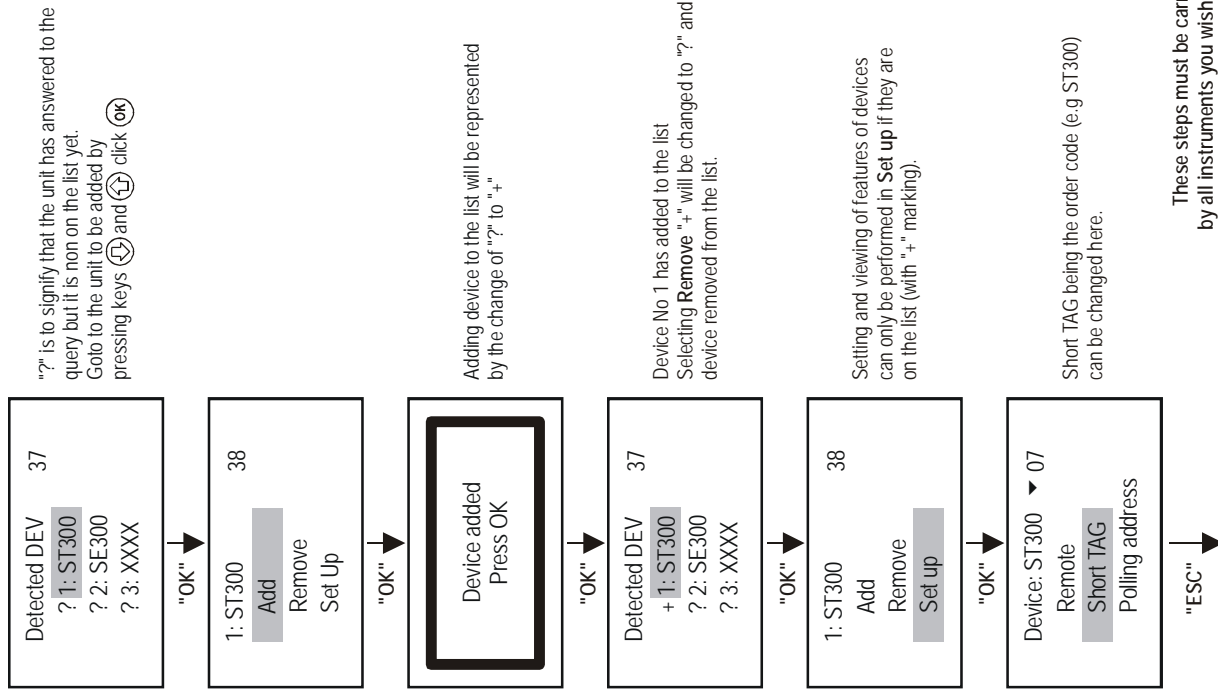 Detected DEV 37
? 1: ST300
? 2: SE300
? 3: XXXX
"?" is to signify that the unit has answered to the
query but it is non on the list yet.
Goto to the unit to be added by
pressing keys and click OK
"OK"
1: ST300 38
Add
Remove
Set Up
"OK"
Device added
Press OK
Adding device to the list will be represented
by the change of "?" to "+"
"OK"
Detected DEV 37
+ 1: ST300
? 2: SE300
? 3: XXXX
Device No 1 has added to the list
Selecting Remove "+" will be changed to "?" and
device removed from the list.
"OK"
1: ST300 38
Add
Remove
Set up
Setting and viewing of features of devices
can only be performed in Set up if they are
on the list (with "+" marking).
"OK"
Device: ST300 07
Remote
Short TAG
Polling address
Short TAG being the order code (e.g ST300)
can be changed here.
"ESC"
These steps must be
by all instruments you wish